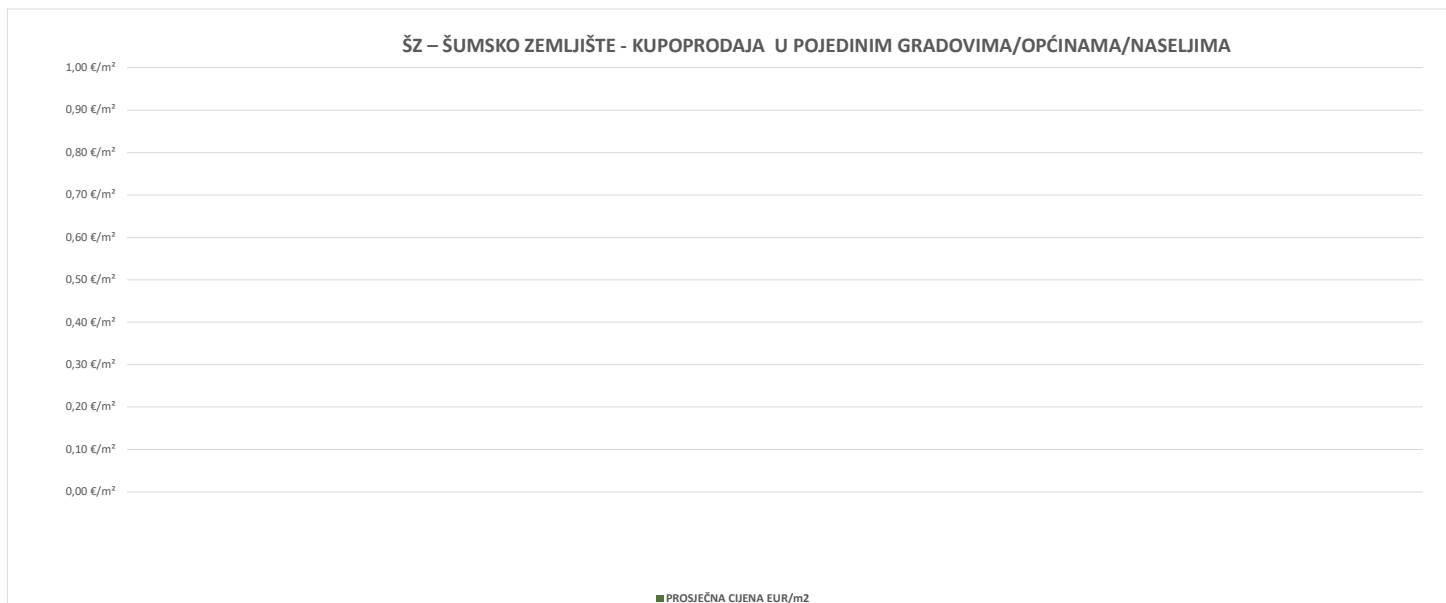 ŠZ – ŠUMSKO ZEMLJIŠTE - KUPOPRODAJA  U POJEDINIM GRADOVIMA/OPĆINAMA/NASELJIMA
1,00 €/m²
0,90 €/m²
0,80 €/m²
0,70 €/m²
0,60 €/m²
0,50 €/m²
0,40 €/m²
0,30 €/m²
0,20 €/m²
0,10 €/m²
0,00 €/m²
PROSJEČNA CIJENA EUR/m2